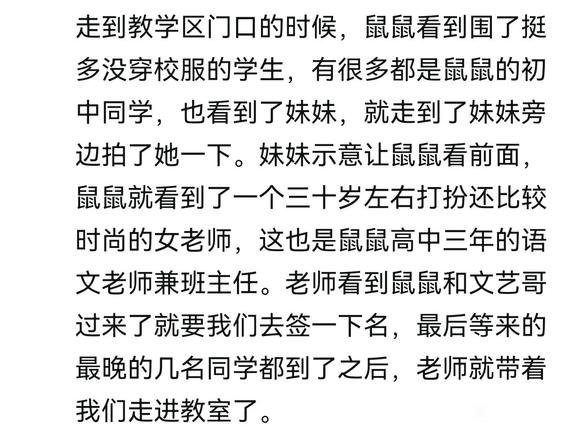 走到教学区门口的时候，鼠鼠看到围了挺
多没穿校服的学生，有很多都是鼠鼠的初
中同学，也看到了妹妹，就走到了妹妹旁
边拍了她一下。妹妹示意让鼠鼠看前面，
鼠鼠就看到了一个三十岁左右打扮还比较
时尚的女老师，这也是鼠鼠高中三年的语
文老师兼班主任。老师看到鼠鼠和文艺哥
过来了就要我们去签一下名，最后等来的
最晚的几名同学都到了之后，老师就带着
我们走进教室了。